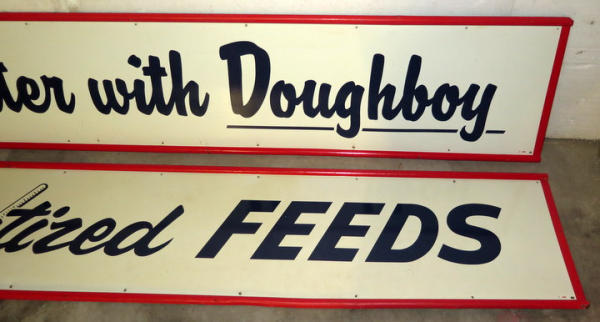 ter with Doughboy
tized FEEDS